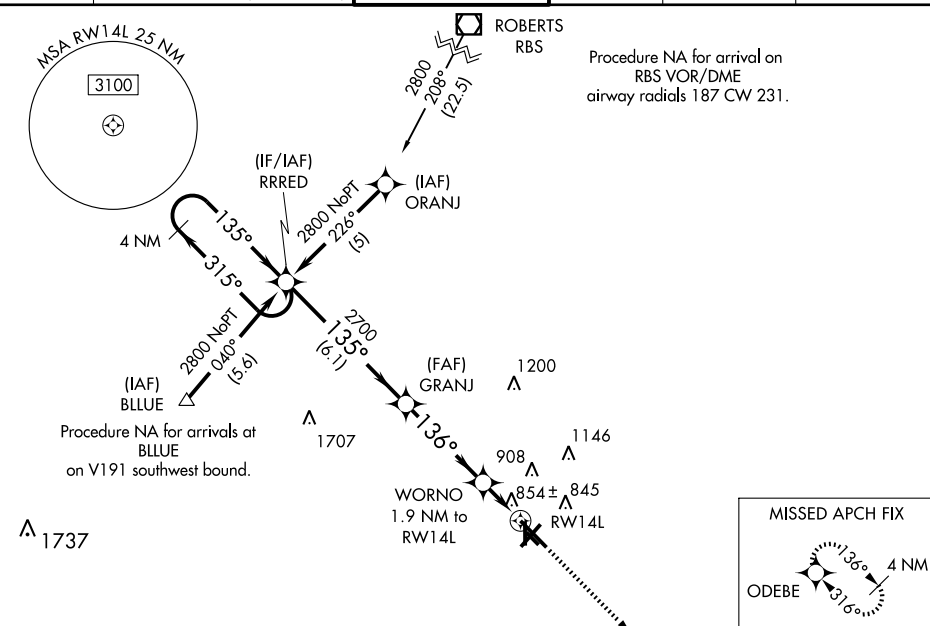 MSA RW14L 25 NM
3100
ROBERTS
RBS
Procedure NA for arrival on
RBS VOR/DME
airway radials 187 CW 231.
2800
208°
(22.5)
(IF/IAF)
RRRED
(IAF)
ORANJ
2800 NoPT
226°
(5)
4 NM
135°
315°
2800 NoPT
040°
(5.6)
(IAF)
BLLUE
Procedure NA for arrivals at
BLLUE
on V191 southwest bound.
2700
135°
(6.1)
(FAF)
GRANJ
1200
1707
136°
1146
908
854± 845
WORNO
1.9 NM to
RW14L
RW14L
1737
MISSED APCH FIX
136°
4 NM
ODEBE
316°